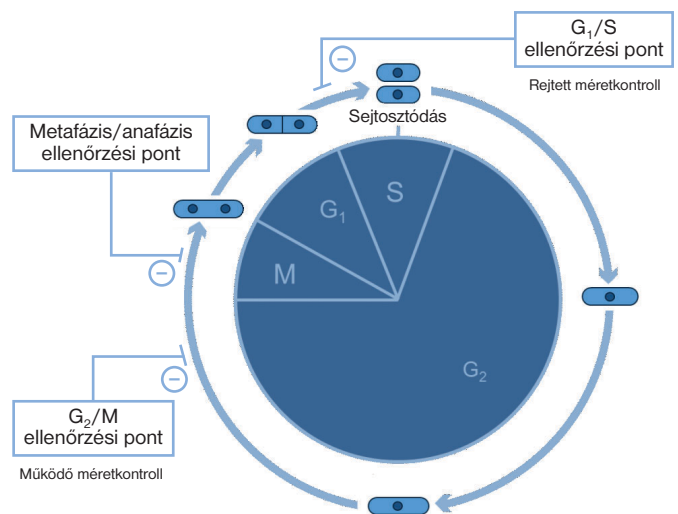 G₁/S
ellenőrzési pont
Rejtett méretkontroll
Sejtosztódás
Metafázis/anafázis
ellenőrzési pont
S
G₁
M
G₂
G₂/M
ellenőrzési pont
Működő méretkontroll